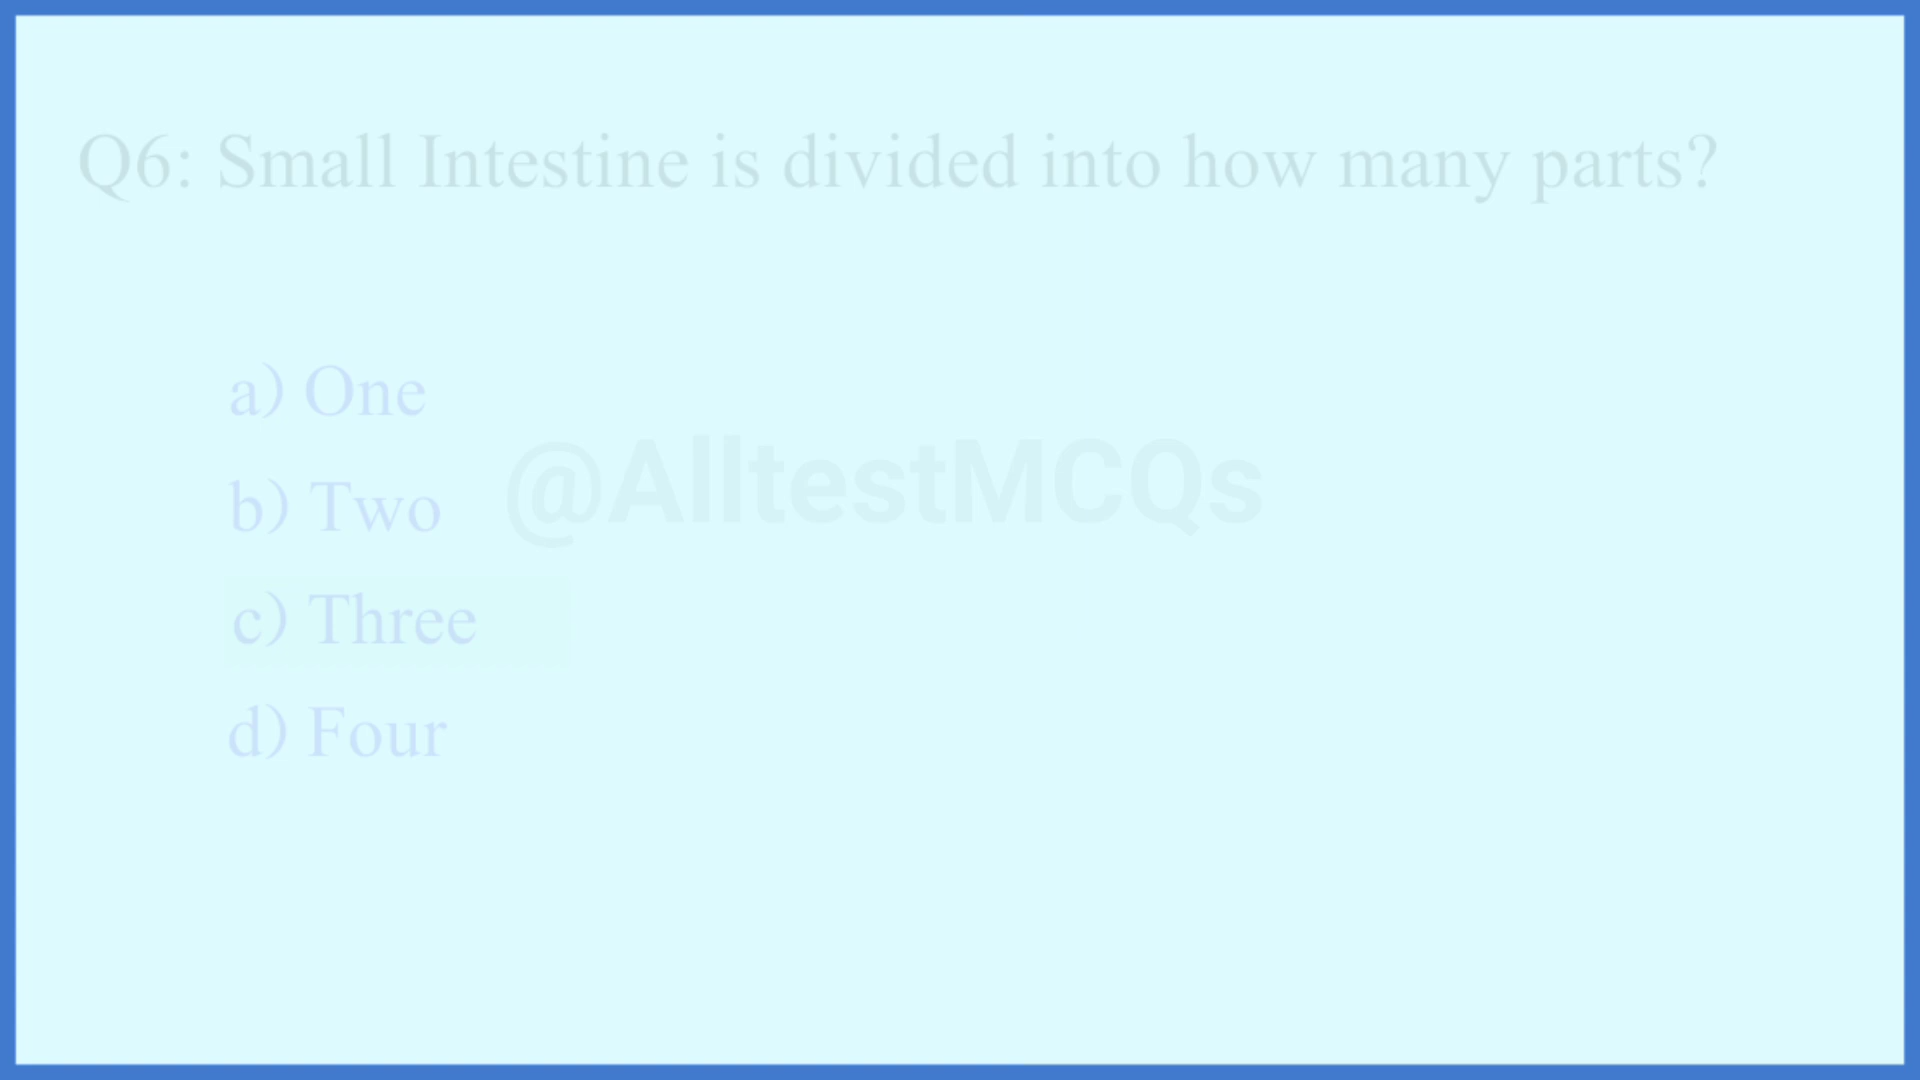 Q6: Small Intestine is divided into how many parts?
a) One
@AlltestMCQs
b) Two
c) Three
d) Four